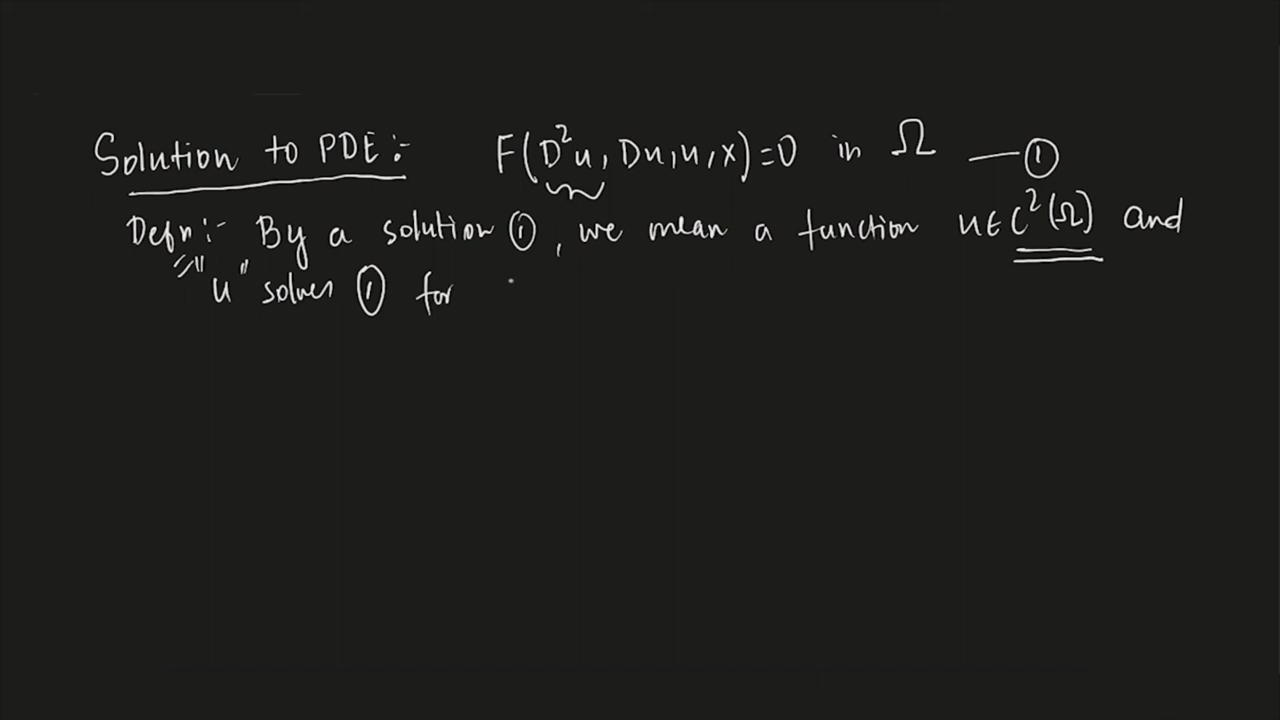 Solution to PDE :- F(D²u, Du, u, x) = 0 in Ω —①
Defn :- By a solution ①, we mean a function u ∈ C²(Ω) and
"u" solves ① for